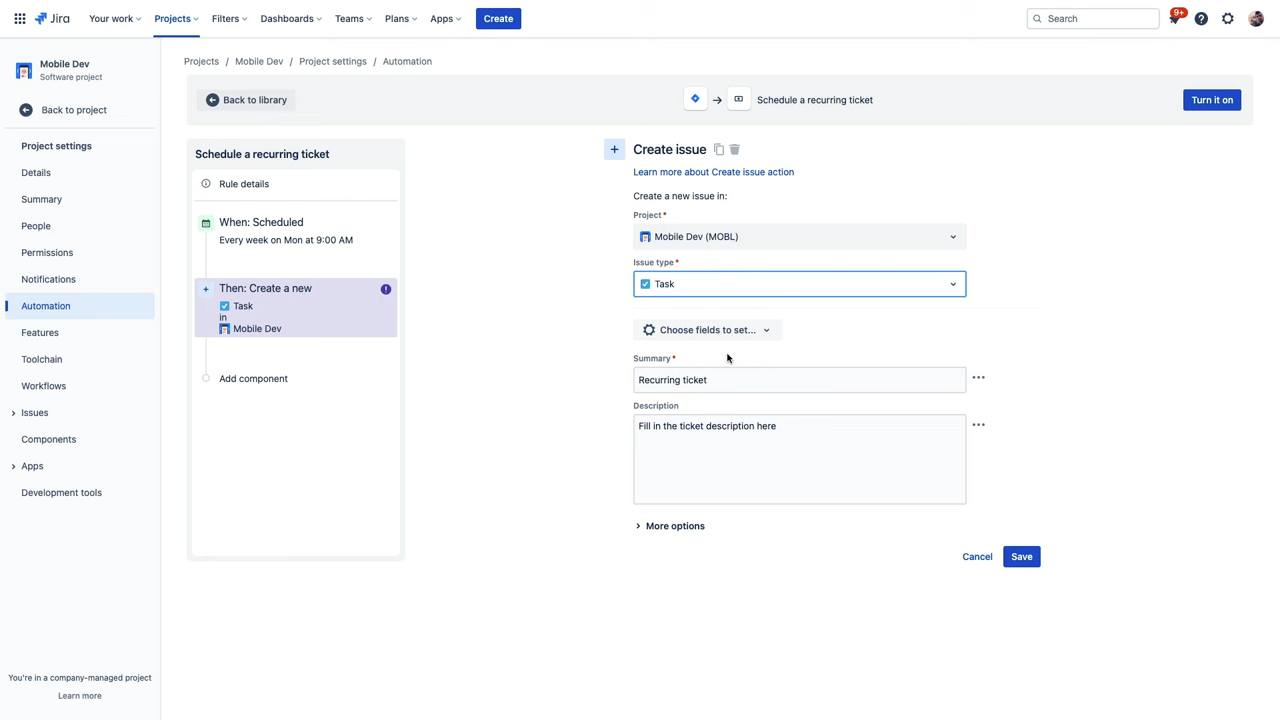 Jira
Your work
Projects
Filters
Dashboards
Teams
Plans
Apps
Create
Search
9+
Mobile Dev
Software project
Back to project
Project settings
Details
Summary
People
Permissions
Notifications
Automation
Features
Toolchain
Workflows
Issues
Components
Apps
Development tools
You're in a company-managed project
Learn more
Projects / Mobile Dev / Project settings / Automation
Back to library
Schedule a recurring ticket
Turn it on
Schedule a recurring ticket
Rule details
When: Scheduled
Every week on Mon at 9:00 AM
Then: Create a new
Task
in
Mobile Dev
Add component
Create issue
Learn more about Create issue action
Create a new issue in:
Project*
Mobile Dev (MOBL)
Issue type*
Task
Choose fields to set...
Summary*
Recurring ticket
Description
Fill in the ticket description here
More options
Cancel
Save